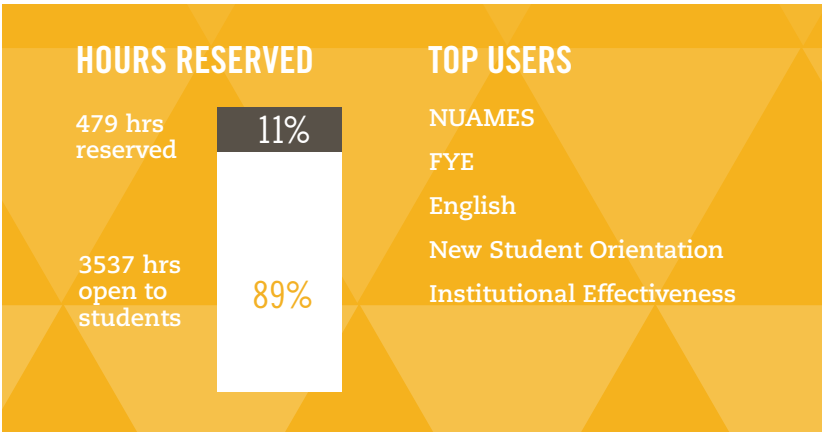 HOURS RESERVED
479 hrs
reserved
11%
3537 hrs
open to
students
89%
TOP USERS
NUAMES
FYE
English
New Student Orientation
Institutional Effectiveness